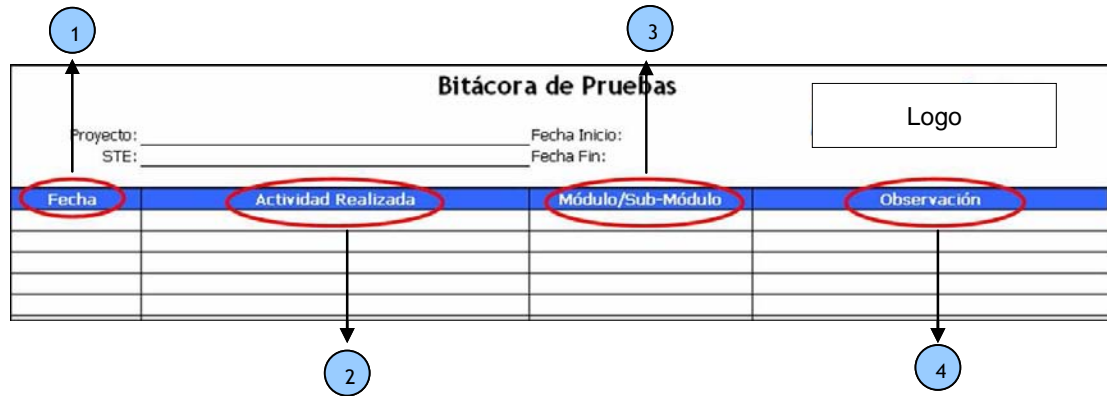 1 3
Bitácora de Pruebas
Logo
Proyecto: Fecha Inicio:
STE: Fecha Fin:
Fecha Actividad Realizada Módulo/Sub-Módulo Observación
2 4